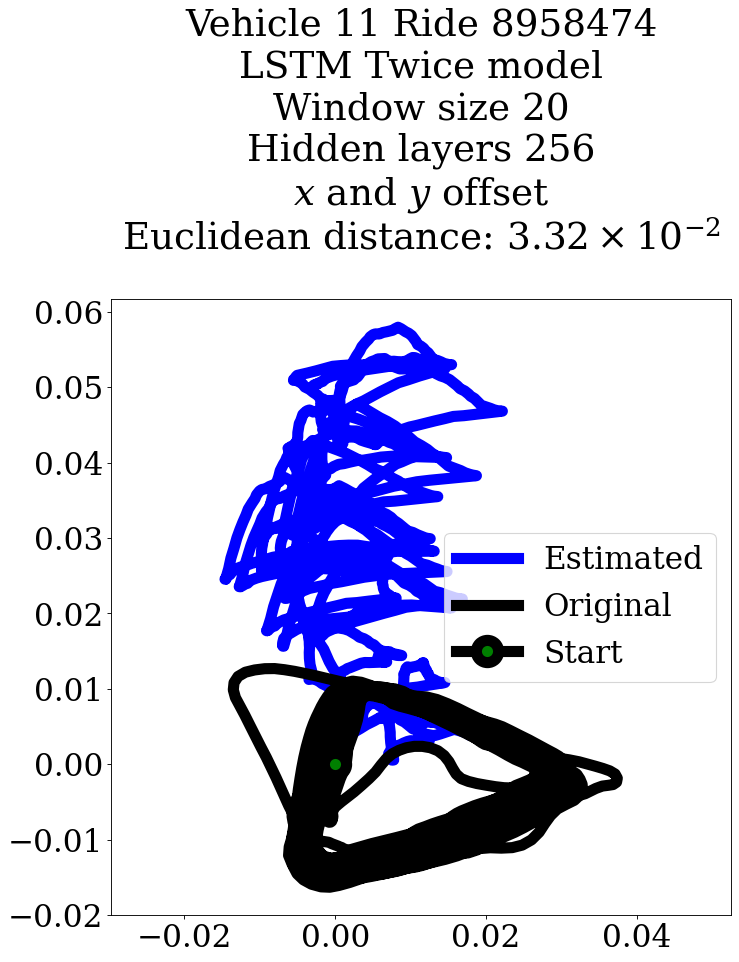 Vehicle 11 Ride 8958474
LSTM Twice model
Window size 20
Hidden layers 256
x and y offset
Euclidean distance: 3.32 × 10⁻²
0.06
0.05
0.04
0.03
0.02
0.01
0.00
−0.01
−0.02
Estimated
Original
Start
−0.02 0.00 0.02 0.04